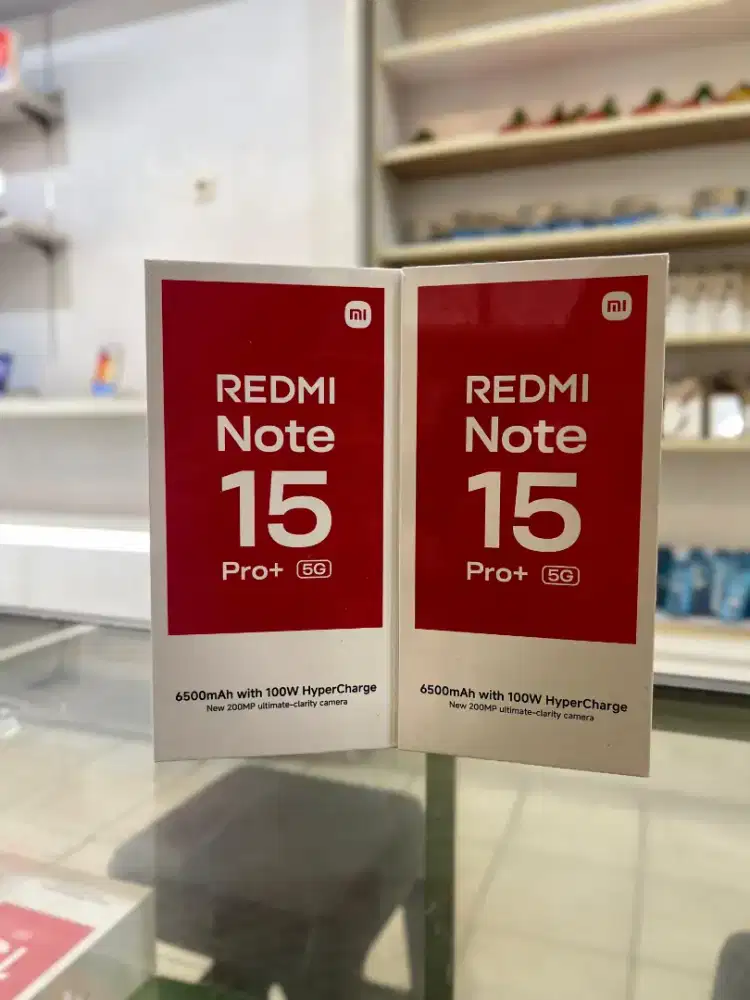 mi
REDMI
Note
15
Pro+ 5G
6500mAh with 100W HyperCharge
New 200MP ultimate-clarity camera
mi
REDMI
Note
15
Pro+ 5G
6500mAh with 100W HyperCharge
New 200MP ultimate-clarity camera